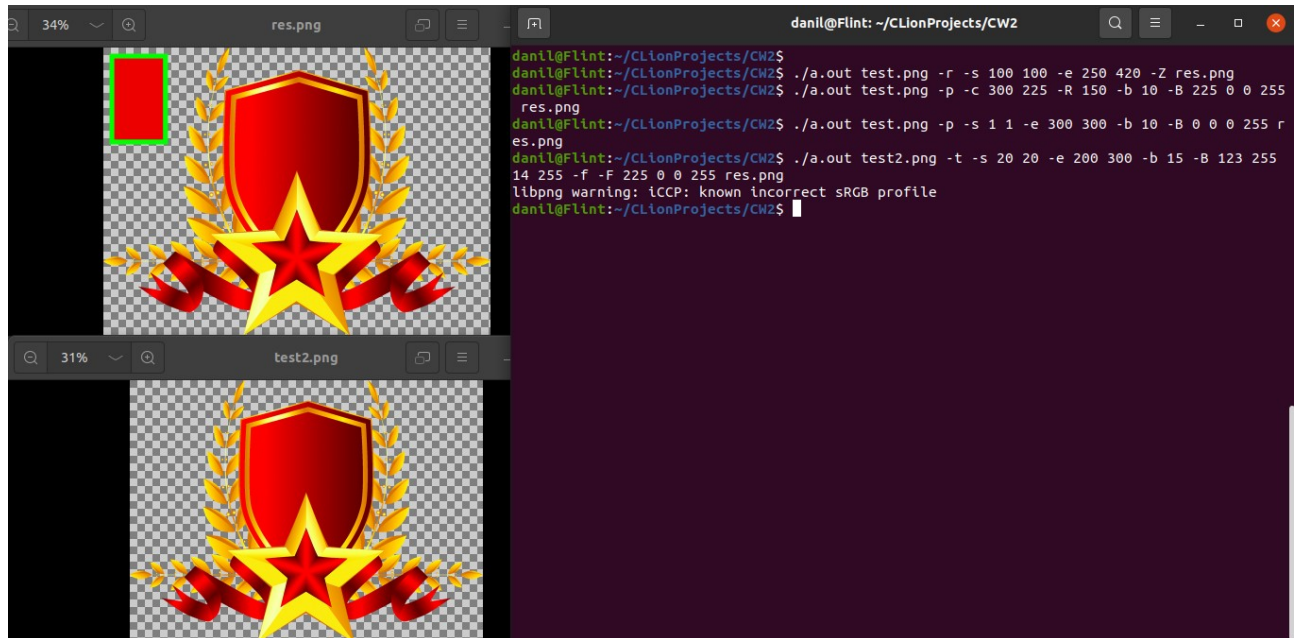 34%
res.png
danil@Flint: ~/CLionProjects/CW2
danil@Flint:~/CLionProjects/CW2$
danil@Flint:~/CLionProjects/CW2$ ./a.out test.png -r -s 100 100 -e 250 420 -Z res.png
danil@Flint:~/CLionProjects/CW2$ ./a.out test.png -p -c 300 225 -R 150 -b 10 -B 225 0 0 255
res.png
danil@Flint:~/CLionProjects/CW2$ ./a.out test.png -p -s 1 1 -e 300 300 -b 10 -B 0 0 0 255 r
es.png
danil@Flint:~/CLionProjects/CW2$ ./a.out test2.png -t -s 20 20 -e 200 300 -b 15 -B 123 255
14 255 -f -F 225 0 0 255 res.png
libpng warning: iCCP: known incorrect sRGB profile
danil@Flint:~/CLionProjects/CW2$
31%
test2.png